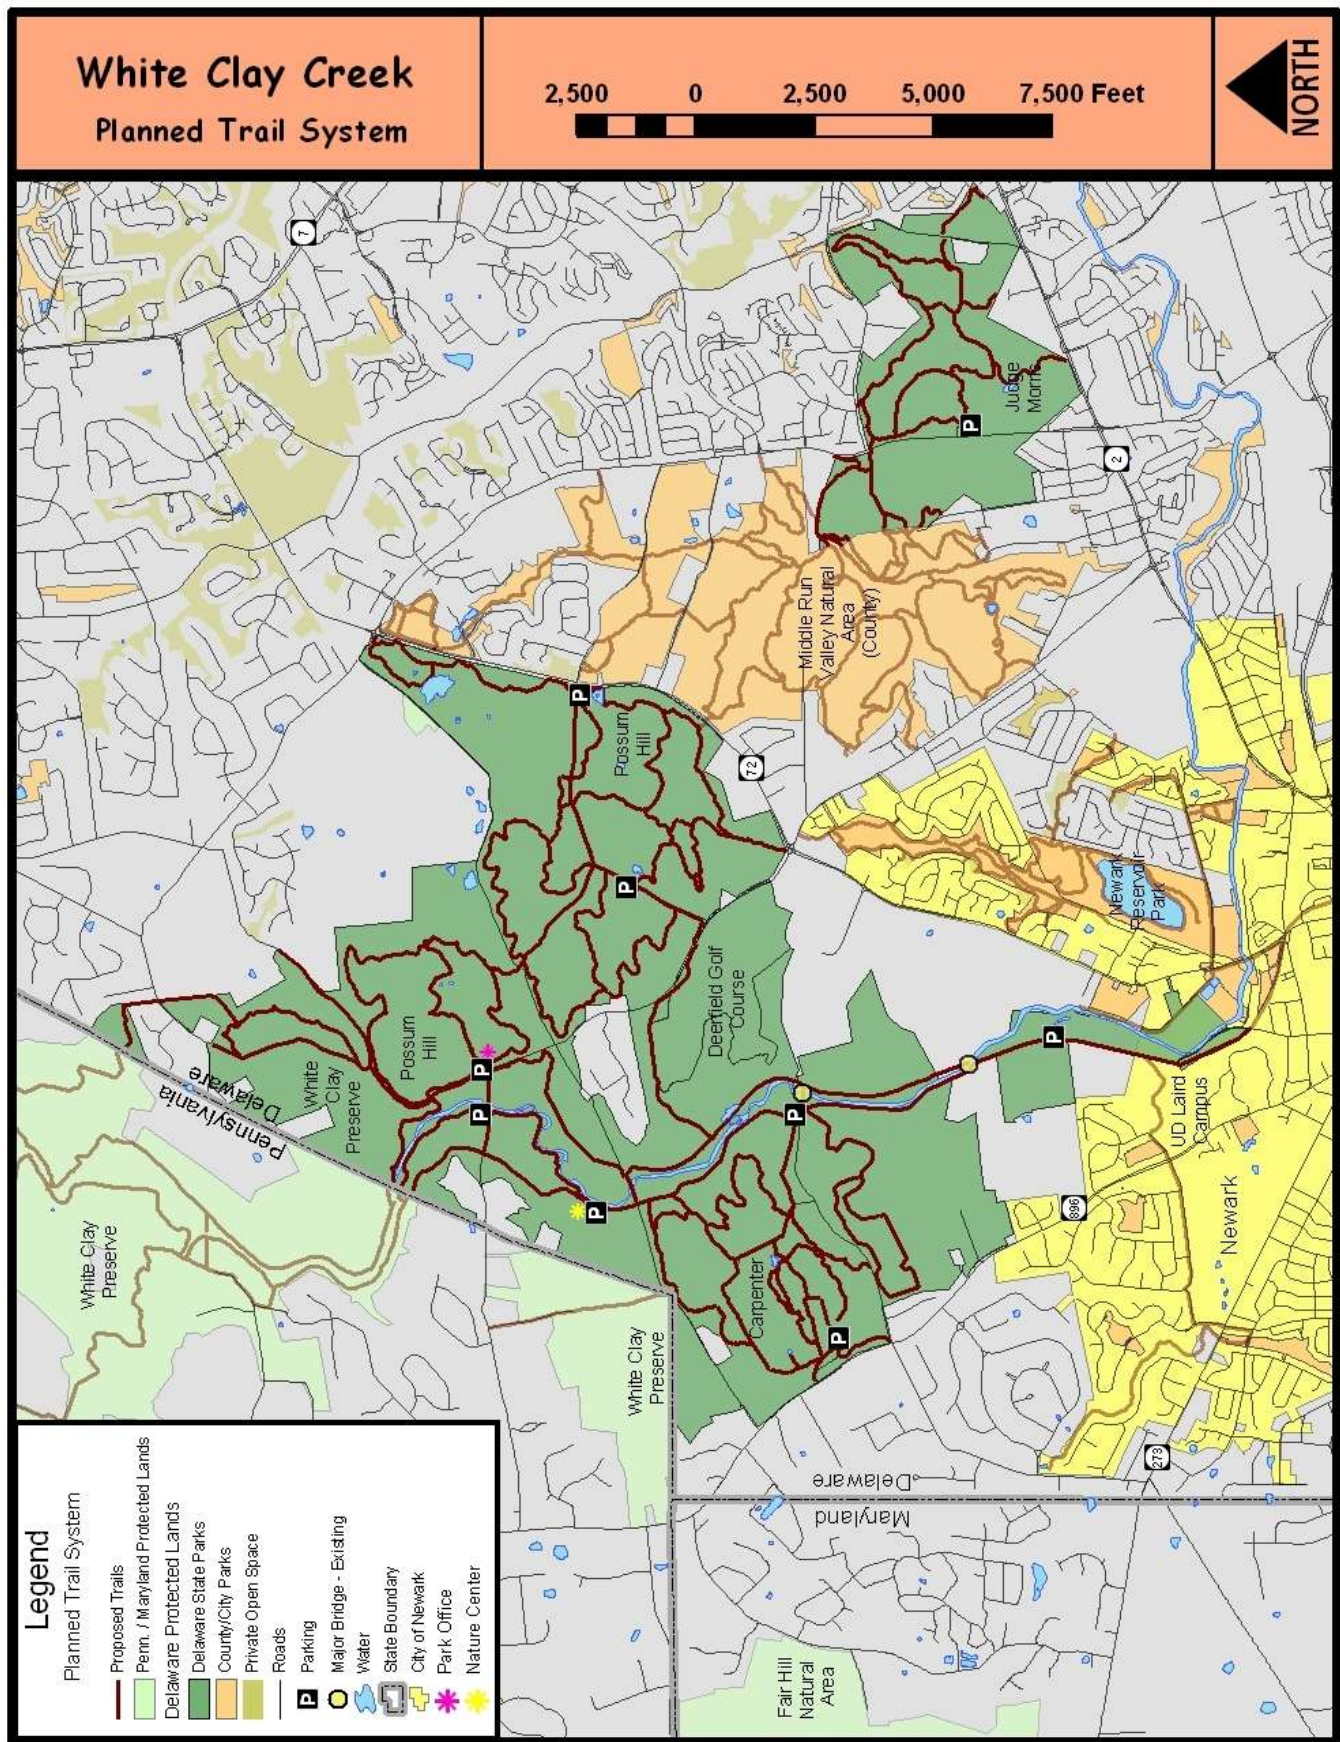 White Clay Creek
Planned Trail System
2,500 0 2,500 5,000 7,500 Feet
NORTH
7
2
72
896
273
Judge
Morris
Middle Run
Valley Natural
Area
(County)
Possum
Hill
Newark
Reservoir
Park
Deerfield Golf
Course
Possum
Hill
White
Clay
Preserve
Pennsylvania
Delaware
White Clay
Preserve
UD Laird
Campus
Newark
Carpenter
White Clay
Preserve
Delaware
Maryland
Fair Hill
Natural
Area
P
P
P
P
P
P
P
P
P
Legend
Planned Trail System
Proposed Trails
Penn. / Maryland Protected Lands
Delaware Protected Lands
Delaware State Parks
County/City Parks
Private Open Space
Roads
P Parking
Major Bridge - Existing
Water
State Boundary
City of Newark
Park Office
Nature Center